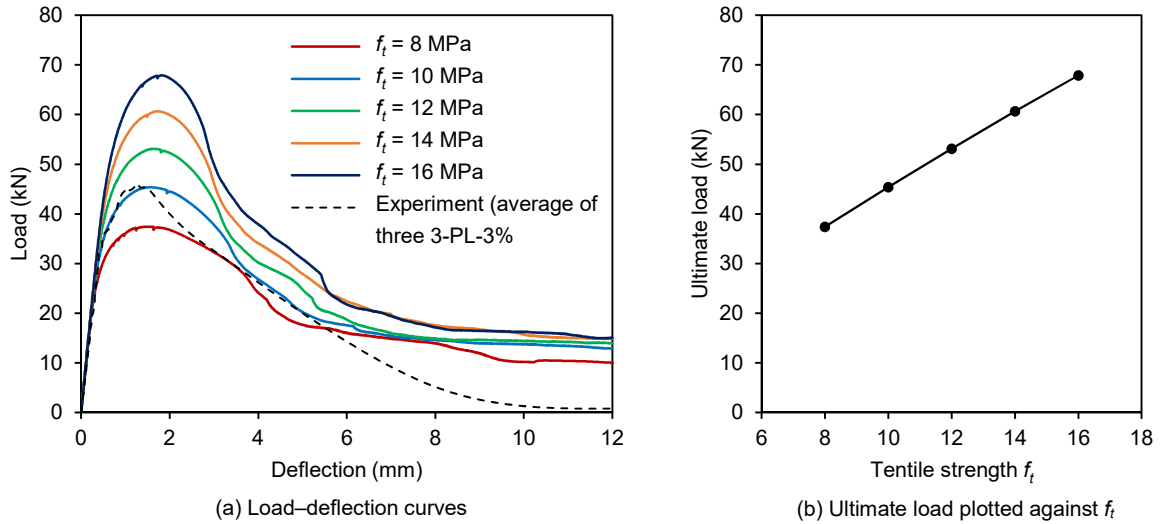 80
70
60
50
40
30
20
10
0
Load (kN)
0
2
4
6
8
10
12
Deflection (mm)
f_t = 8 MPa
f_t = 10 MPa
f_t = 12 MPa
f_t = 14 MPa
f_t = 16 MPa
Experiment (average of
three 3-PL-3%
(a) Load–deflection curves
80
70
60
50
40
30
20
10
0
Ultimate load (kN)
6
8
10
12
14
16
18
Tentile strength f_t
(b) Ultimate load plotted against f_t